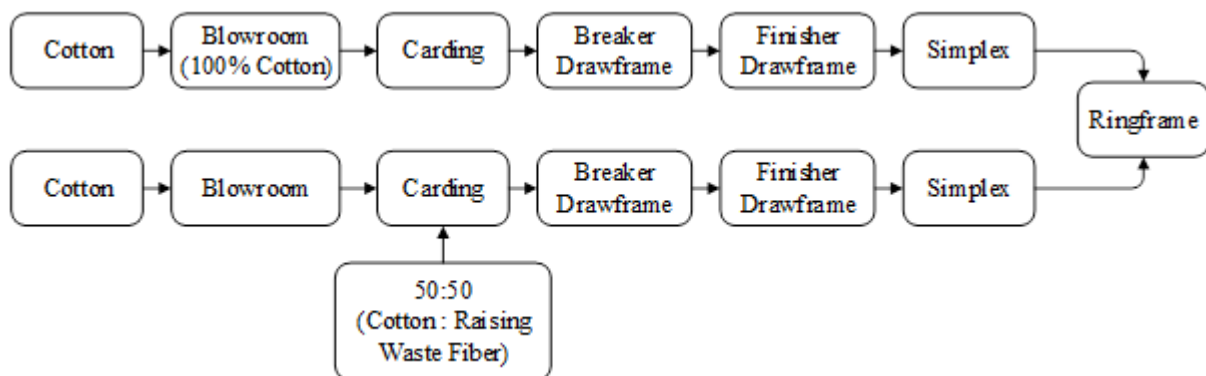 Cotton
Blowroom
(100% Cotton)
Carding
Breaker
Drawframe
Finisher
Drawframe
Simplex
Ringframe
Cotton
Blowroom
Carding
Breaker
Drawframe
Finisher
Drawframe
Simplex
50:50
(Cotton : Raising
Waste Fiber)